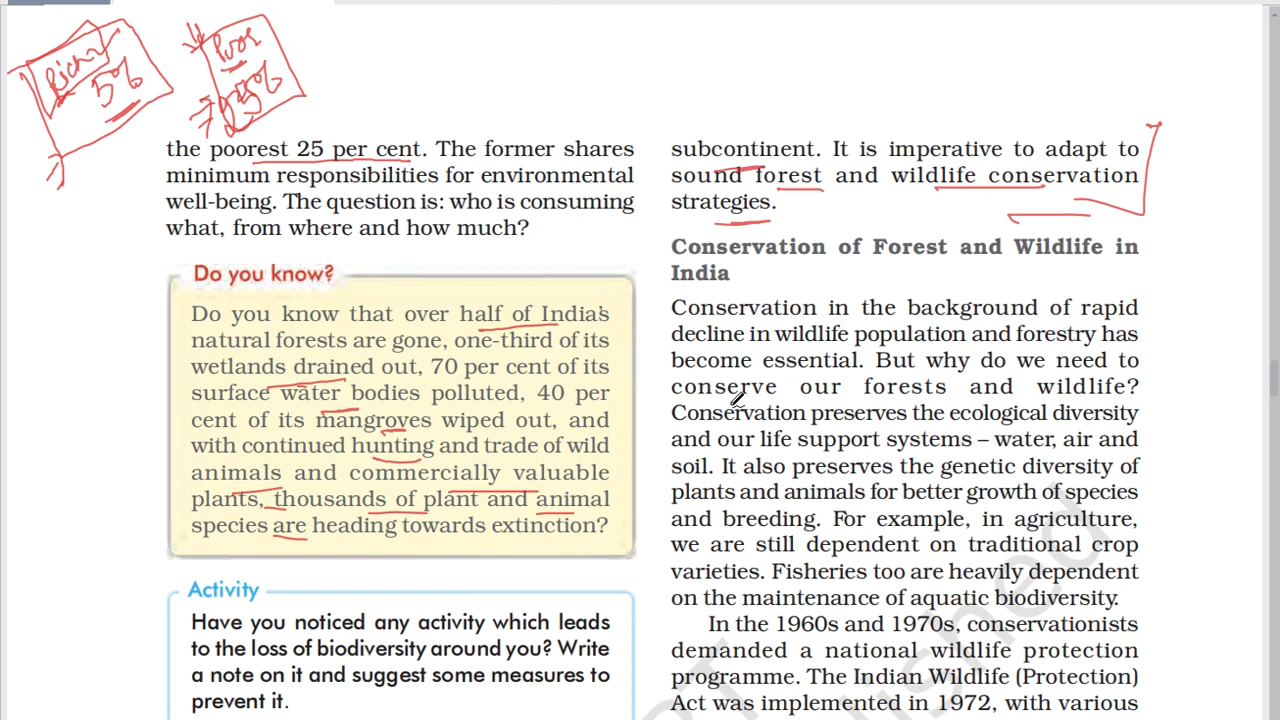 Rich
5%
Poor
25%
the poorest 25 per cent. The former shares
minimum responsibilities for environmental
well-being. The question is: who is consuming
what, from where and how much?
Do you know?
Do you know that over half of India's
natural forests are gone, one-third of its
wetlands drained out, 70 per cent of its
surface water bodies polluted, 40 per
cent of its mangroves wiped out, and
with continued hunting and trade of wild
animals and commercially valuable
plants, thousands of plant and animal
species are heading towards extinction?
Activity
Have you noticed any activity which leads
to the loss of biodiversity around you? Write
a note on it and suggest some measures to
prevent it.
subcontinent. It is imperative to adapt to
sound forest and wildlife conservation
strategies.
Conservation of Forest and Wildlife in
India
Conservation in the background of rapid
decline in wildlife population and forestry has
become essential. But why do we need to
conserve our forests and wildlife?
Conservation preserves the ecological diversity
and our life support systems – water, air and
soil. It also preserves the genetic diversity of
plants and animals for better growth of species
and breeding. For example, in agriculture,
we are still dependent on traditional crop
varieties. Fisheries too are heavily dependent
on the maintenance of aquatic biodiversity.
In the 1960s and 1970s, conservationists
demanded a national wildlife protection
programme. The Indian Wildlife (Protection)
Act was implemented in 1972, with various